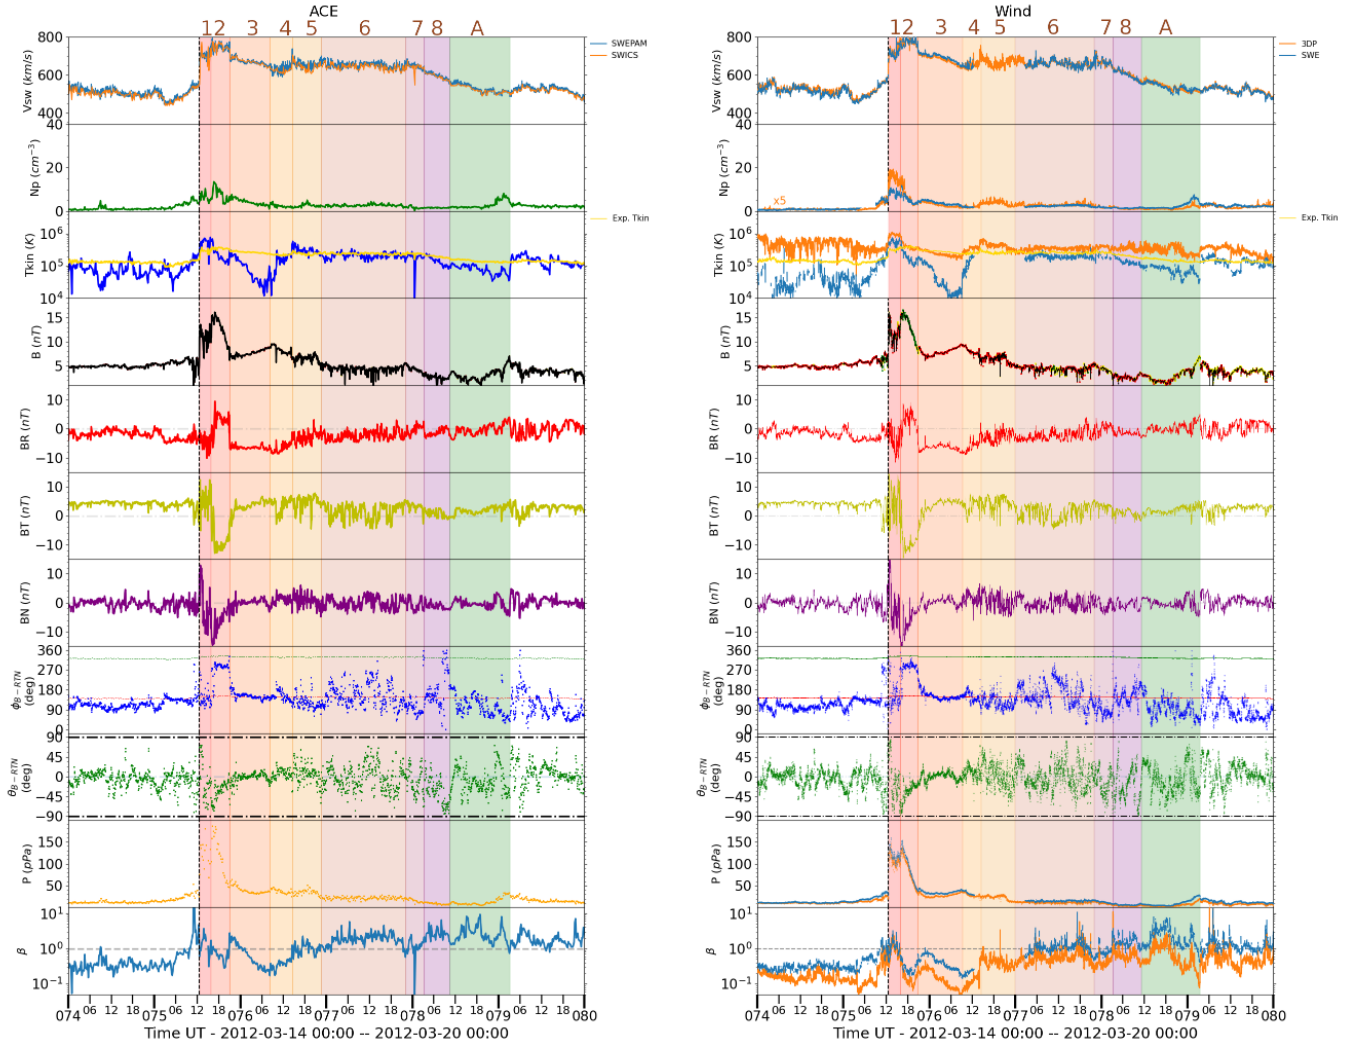 ACE
1 2 3 4 5 6 7 8 A
800
600
400
Vsw (km/s)
SWEPAM
SWICS
40
20
0
Np (cm⁻³)
Exp. Tkin
10⁶
10⁵
10⁴
Tkin (K)
15
10
5
B (nT)
10
0
−10
BR (nT)
10
0
−10
BT (nT)
10
0
−10
BN (nT)
360
270
180
90
0
ϕB−RTN
(deg)
90
45
0
−45
−90
θB−RTN
(deg)
150
100
50
P (pPa)
10¹
10⁰
10⁻¹
β
074 06 12 18 075 06 12 18 076 06 12 18 077 06 12 18 078 06 12 18 079 06 12 18 080
Time UT - 2012-03-14 00:00 -- 2012-03-20 00:00
Wind
1 2 3 4 5 6 7 8 A
800
600
400
Vsw (km/s)
3DP
SWE
40
20
0
Np (cm⁻³)
x5
Exp. Tkin
10⁶
10⁵
10⁴
Tkin (K)
15
10
5
B (nT)
10
0
−10
BR (nT)
10
0
−10
BT (nT)
10
0
−10
BN (nT)
360
270
180
90
0
ϕB−RTN
(deg)
90
45
0
−45
−90
θB−RTN
(deg)
150
100
50
P (pPa)
10¹
10⁰
10⁻¹
β
074 06 12 18 075 06 12 18 076 06 12 18 077 06 12 18 078 06 12 18 079 06 12 18 080
Time UT - 2012-03-14 00:00 -- 2012-03-20 00:00